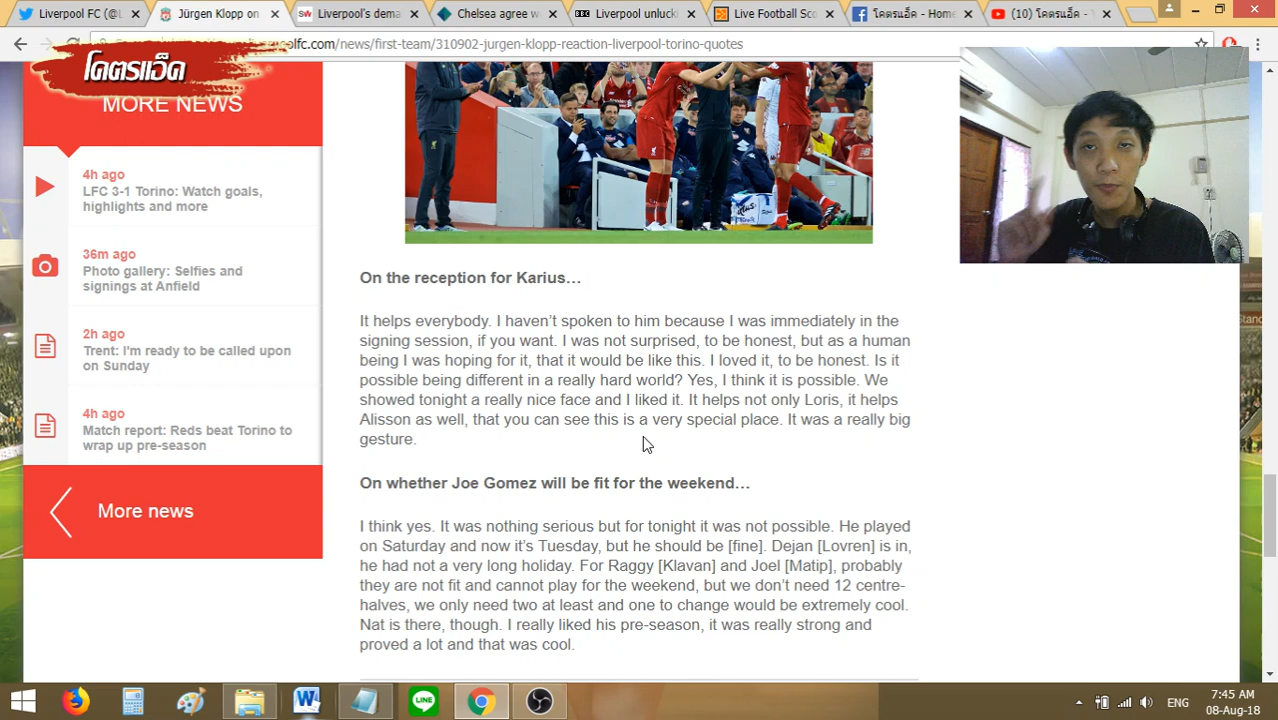 Liverpool FC (@L
Jürgen Klopp on
Liverpool's dema
Chelsea agree w
Liverpool unluck
Live Football Sco
โคตรแอ็ด - Home
(10) โคตรแอ็ด - Y
lfc.com/news/first-team/310902-jurgen-klopp-reaction-liverpool-torino-quotes
โคตรแอ็ด
MORE NEWS
4h ago
LFC 3-1 Torino: Watch goals,
highlights and more
36m ago
Photo gallery: Selfies and
signings at Anfield
2h ago
Trent: I'm ready to be called upon
on Sunday
4h ago
Match report: Reds beat Torino to
wrap up pre-season
More news
On the reception for Karius…
It helps everybody. I haven't spoken to him because I was immediately in the
signing session, if you want. I was not surprised, to be honest, but as a human
being I was hoping for it, that it would be like this. I loved it, to be honest. Is it
possible being different in a really hard world? Yes, I think it is possible. We
showed tonight a really nice face and I liked it. It helps not only Loris, it helps
Alisson as well, that you can see this is a very special place. It was a really big
gesture.
On whether Joe Gomez will be fit for the weekend…
I think yes. It was nothing serious but for tonight it was not possible. He played
on Saturday and now it's Tuesday, but he should be [fine]. Dejan [Lovren] is in,
he had not a very long holiday. For Raggy [Klavan] and Joel [Matip], probably
they are not fit and cannot play for the weekend, but we don't need 12 centre-
halves, we only need two at least and one to change would be extremely cool.
Nat is there, though. I really liked his pre-season, it was really strong and
proved a lot and that was cool.
ENG
7:45 AM
08-Aug-18